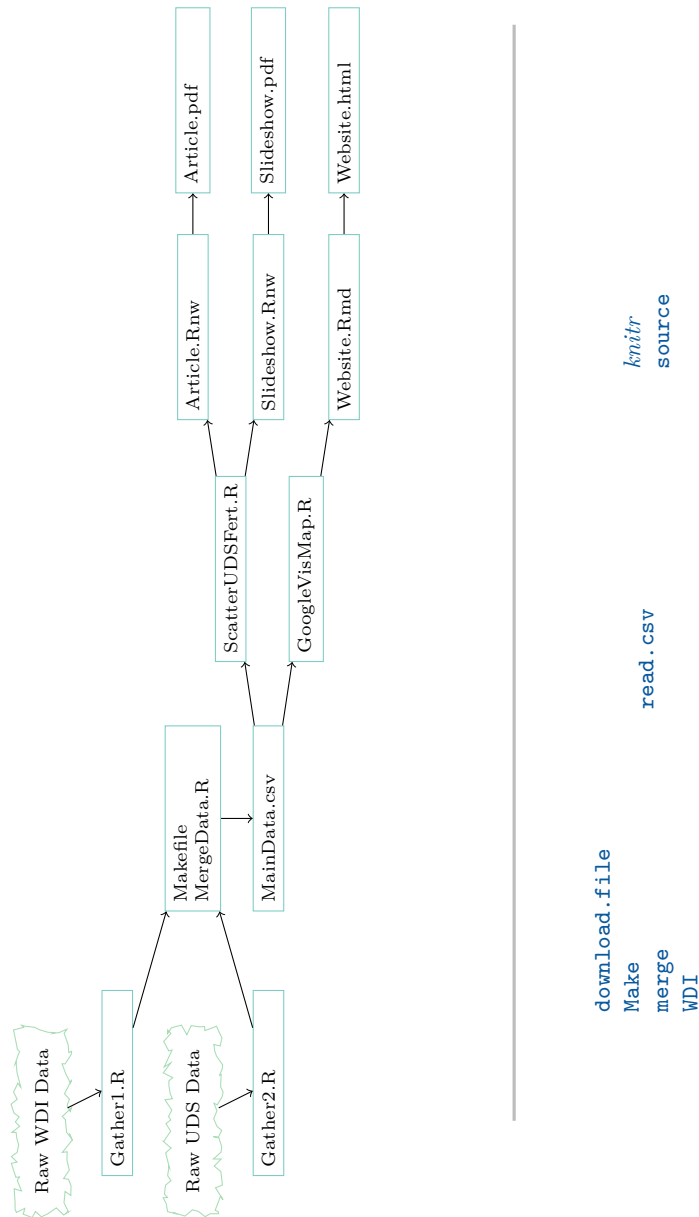 Raw WDI Data
Gather1.R
Raw UDS Data
Gather2.R
Makefile
MergeData.R
MainData.csv
ScatterUDSFert.R
GoogleVisMap.R
Article.Rnw
Slideshow.Rnw
Website.Rmd
Article.pdf
Slideshow.pdf
Website.html
download.file
Make
merge
WDI
read.csv
knitr
source